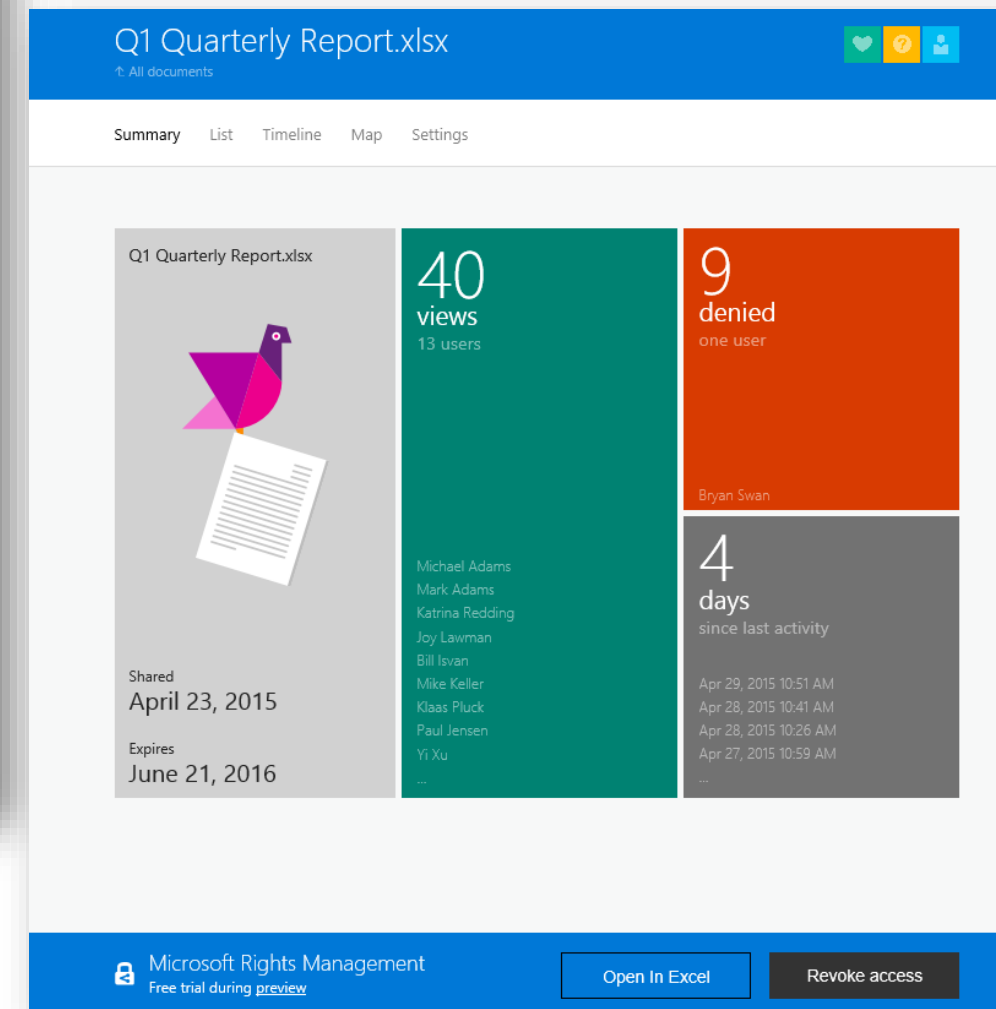 Q1 Quarterly Report.xlsx
↑ All documents
Summary List Timeline Map Settings
Q1 Quarterly Report.xlsx
Shared
April 23, 2015
Expires
June 21, 2016
40
views
13 users
Michael Adams
Mark Adams
Katrina Redding
Joy Lawman
Bill Isvan
Mike Keller
Klaas Pluck
Paul Jensen
Yi Xu
...
9
denied
one user
Bryan Swan
4
days
since last activity
Apr 29, 2015 10:51 AM
Apr 28, 2015 10:41 AM
Apr 28, 2015 10:26 AM
Apr 27, 2015 10:59 AM
...
Microsoft Rights Management
Free trial during preview
Open In Excel
Revoke access